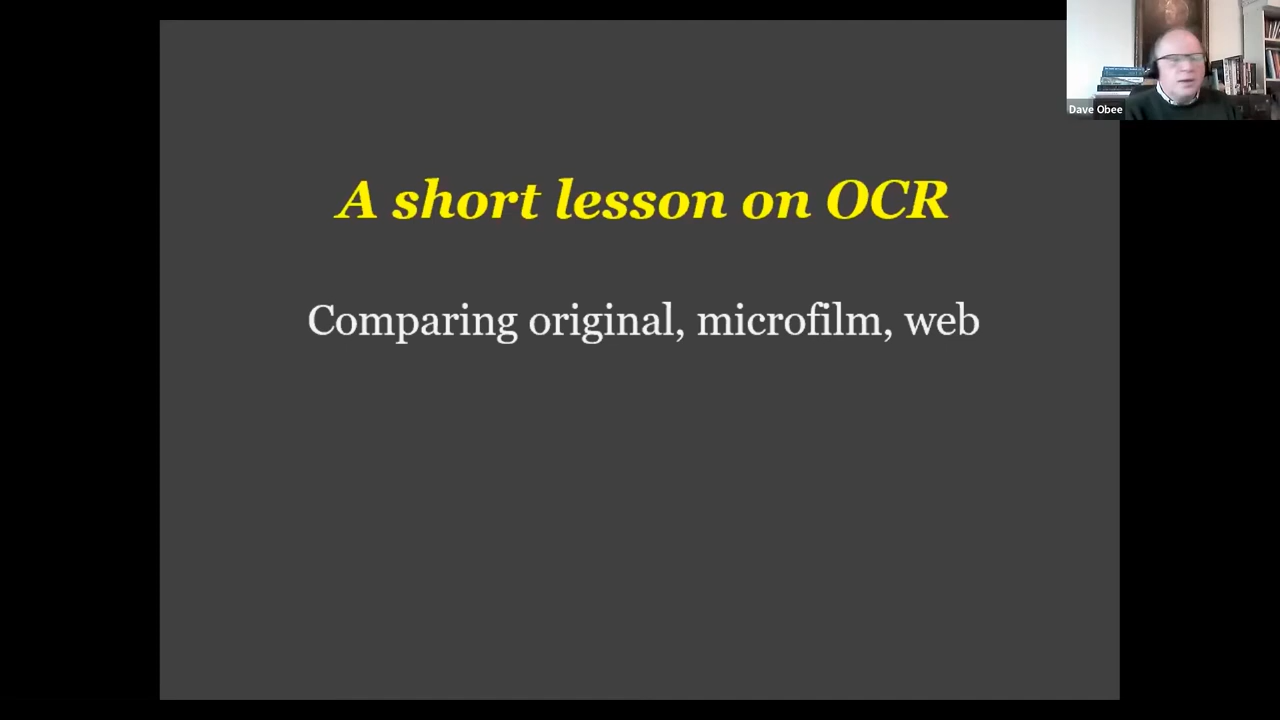 A short lesson on OCR
Comparing original, microfilm, web
Dave Obee